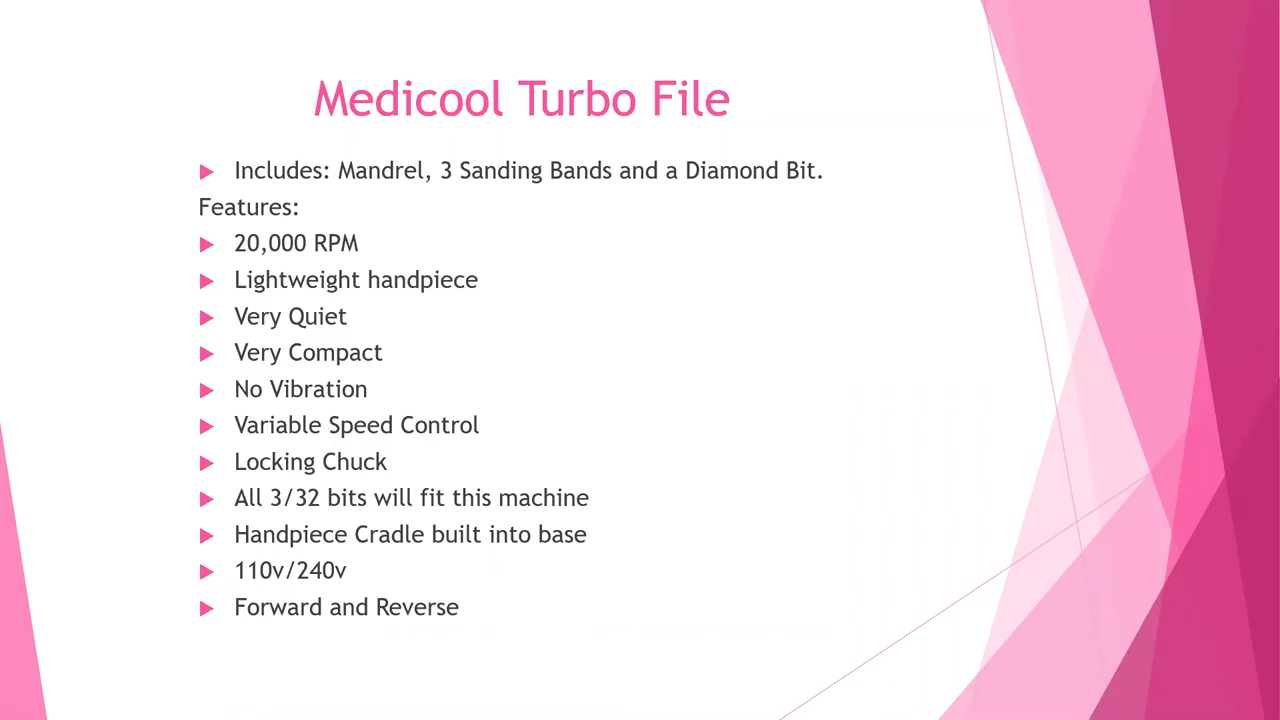 Medicool Turbo File
Includes: Mandrel, 3 Sanding Bands and a Diamond Bit.
Features:
20,000 RPM
Lightweight handpiece
Very Quiet
Very Compact
No Vibration
Variable Speed Control
Locking Chuck
All 3/32 bits will fit this machine
Handpiece Cradle built into base
110v/240v
Forward and Reverse